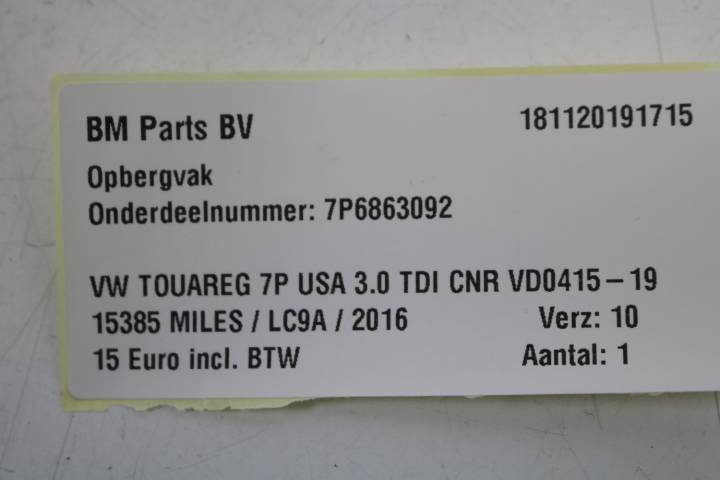 BM Parts BV 181120191715
Opbergvak
Onderdeelnummer: 7P6863092
VW TOUAREG 7P USA 3.0 TDI CNR VD0415-19
15385 MILES / LC9A / 2016 Verz: 10
15 Euro incl. BTW Aantal: 1